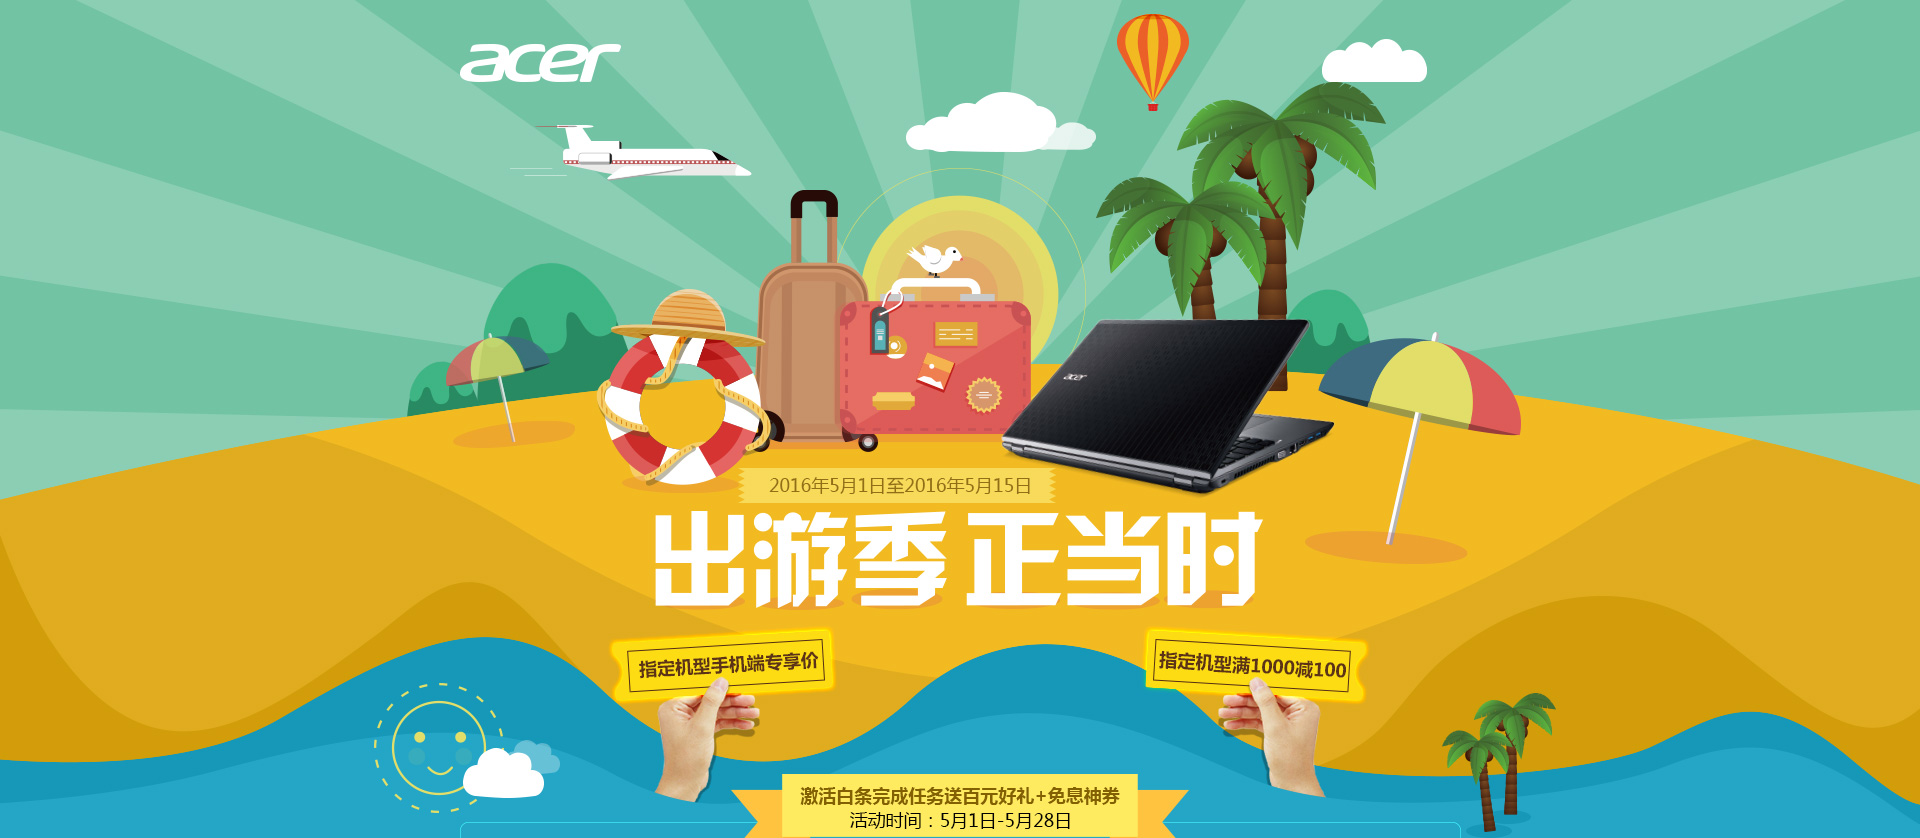 acer
acer
2016年5月1日至2016年5月15日
出游季 正当时
指定机型手机端专享价
指定机型满1000减100
激活白条完成任务送百元好礼+免息神券
活动时间：5月1日-5月28日